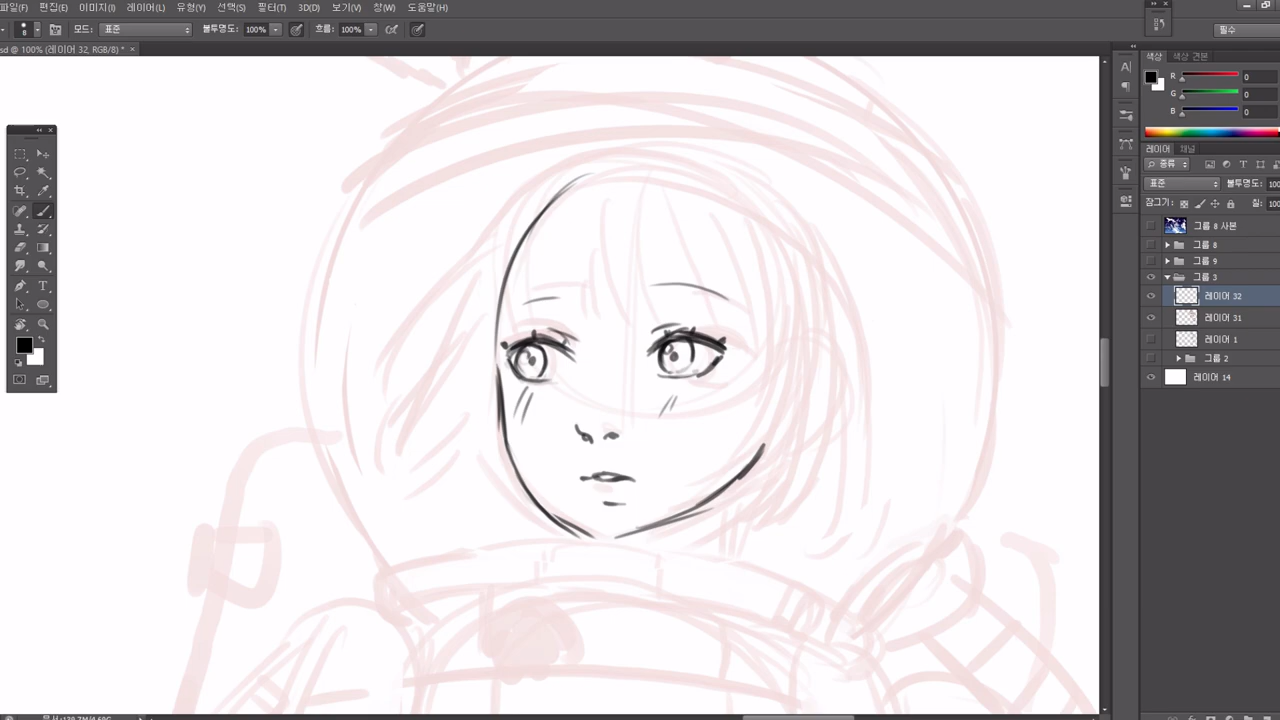 파일(F) 편집(E) 이미지(I) 레이어(L) 유형(Y) 선택(S) 필터(T) 3D(D) 보기(V) 창(W) 도움말(H)
8 모드: 표준 불투명도: 100% 흐름: 100% 필수
sd @ 100% (레이어 32, RGB/8) *
색상 색상 견본
R 0
G 0
B 0
레이어 채널
종류
표준 불투명도: 100
잠그기: 칠: 100
그룹 8 사본
그룹 8
그룹 9
그룹 3
레이어 32
레이어 31
레이어 1
그룹 2
레이어 14